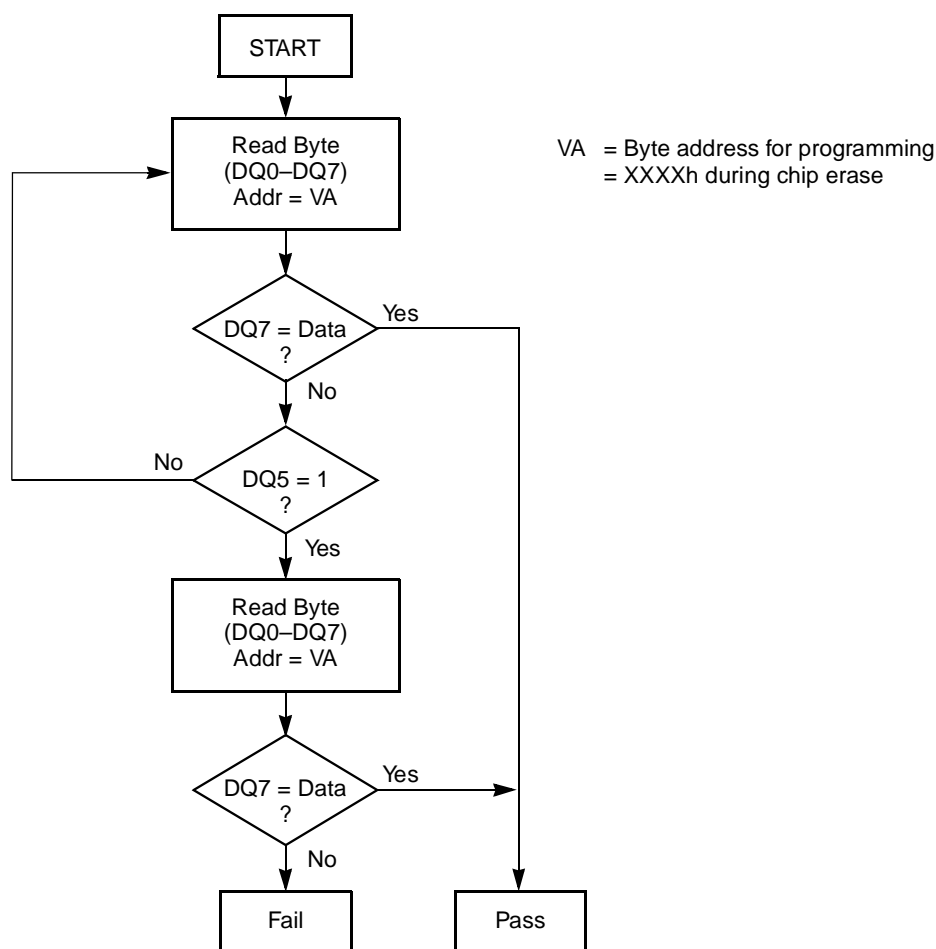 START
Read Byte
(DQ0–DQ7)
Addr = VA
VA = Byte address for programming
= XXXXh during chip erase
DQ7 = Data
?
Yes
No
DQ5 = 1
?
No
Yes
Read Byte
(DQ0–DQ7)
Addr = VA
DQ7 = Data
?
Yes
No
Fail
Pass